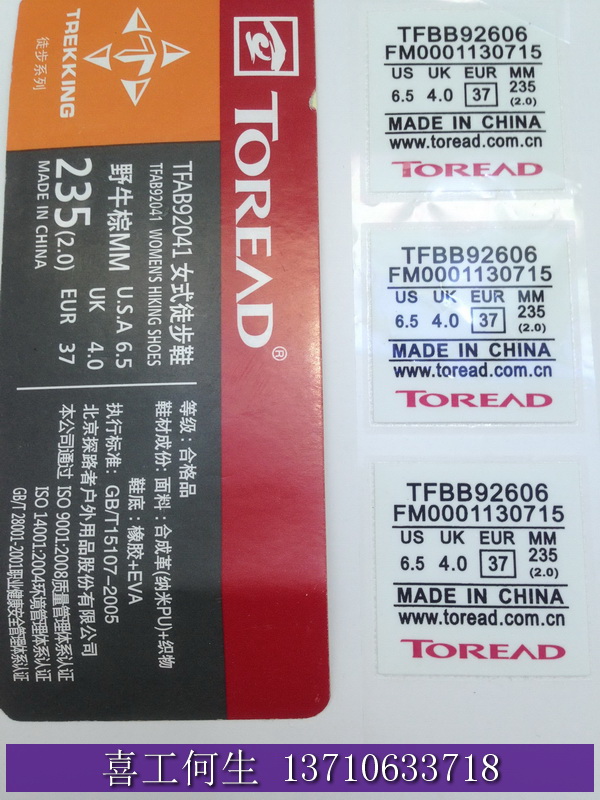 TREKKING
徒步系列
TOREAD®
TFAB92041 女式徒步鞋
TFAB92041 WOMEN'S HIKING SHOES
野牛棕MM U.S.A 6.5
UK 4.0
235(2.0) EUR 37
MADE IN CHINA
等级:合格品
鞋材成份:面料:合成革(纳米PU)+织物
鞋底:橡胶+EVA
执行标准:GB/T15107-2005
北京探路者户外用品股份有限公司
本公司通过 ISO 9001:2008质量管理体系认证
ISO 14001:2004环境管理体系认证
GB/T 28001-2001职业健康安全管理体系认证
TFBB92606
FM0001130715
US UK EUR MM
6.5 4.0 37 235
(2.0)
MADE IN CHINA
www.toread.com.cn
TOREAD
TFBB92606
FM0001130715
US UK EUR MM
6.5 4.0 37 235
(2.0)
MADE IN CHINA
www.toread.com.cn
TOREAD
TFBB92606
FM0001130715
US UK EUR MM
6.5 4.0 37 235
(2.0)
MADE IN CHINA
www.toread.com.cn
TOREAD
喜工何生 13710633718